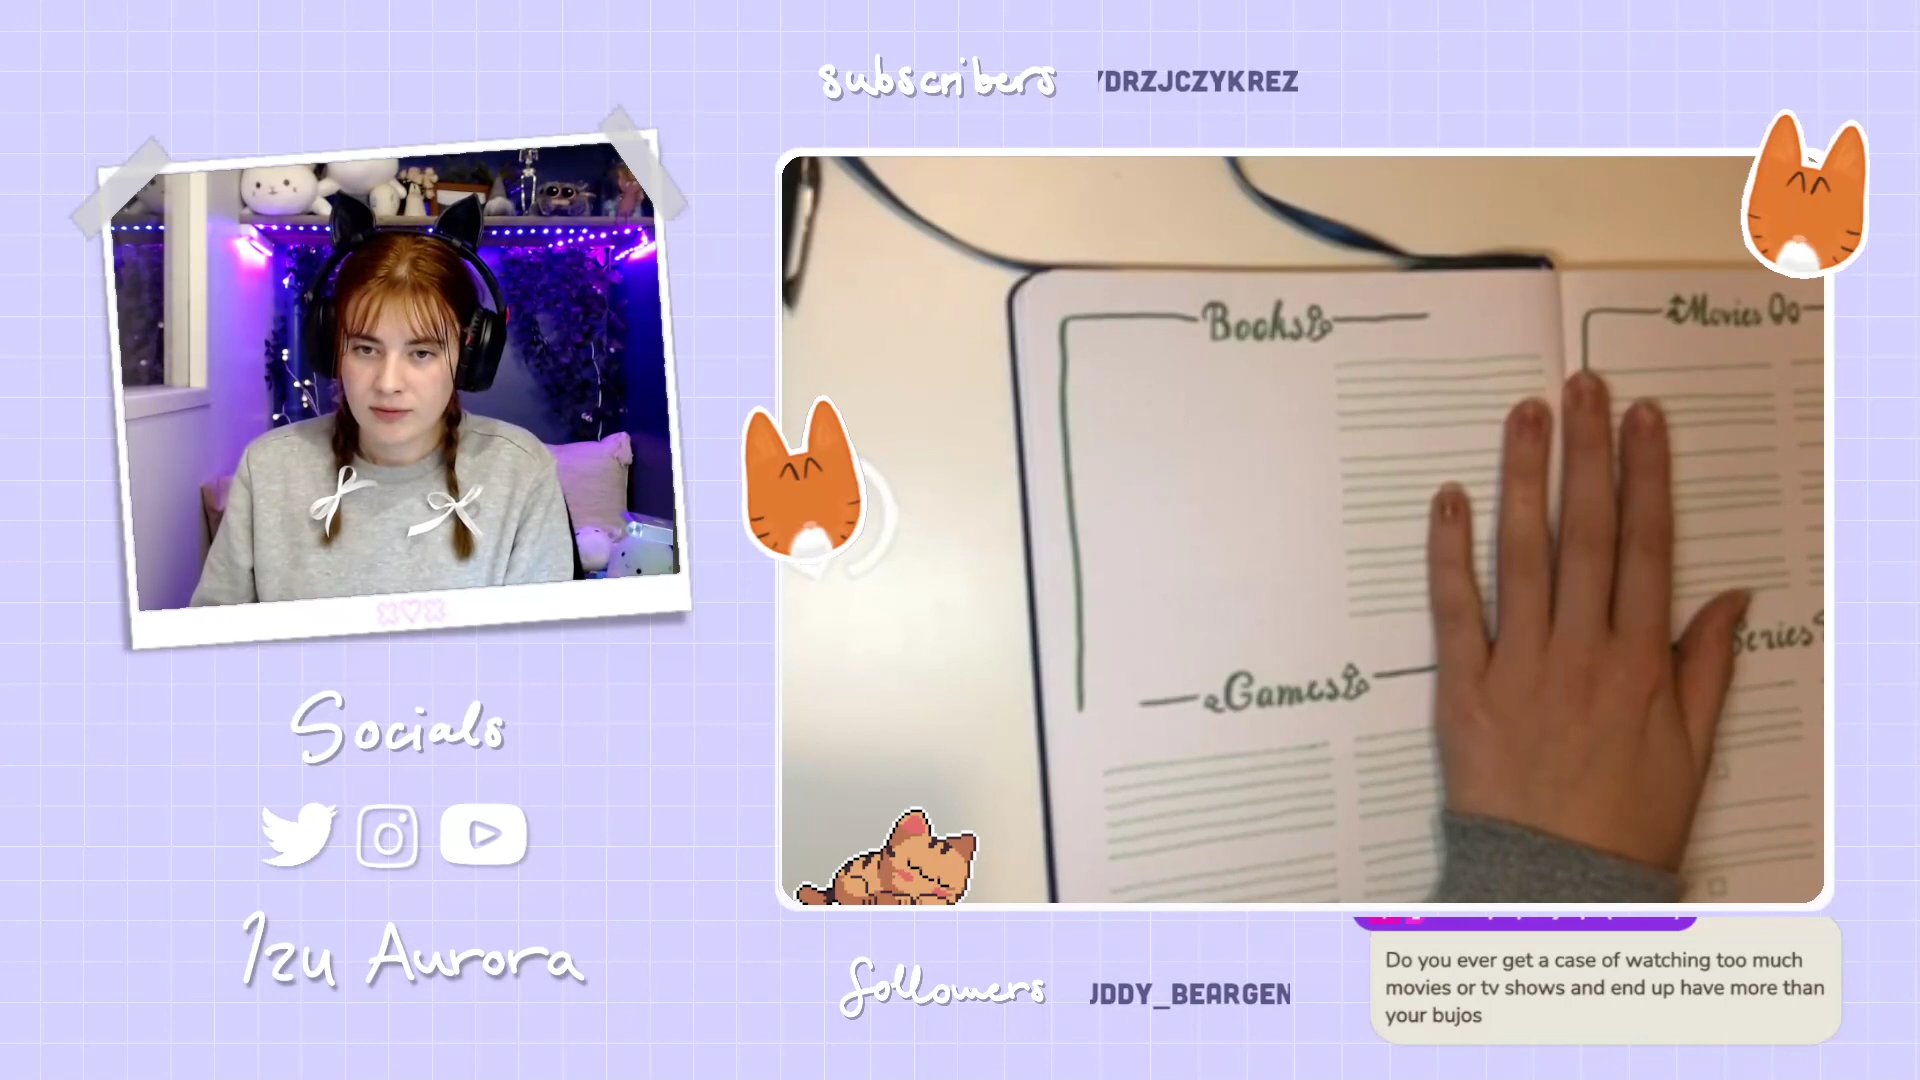 subscribers
YDRZJCZYKREZ
Books
Movies
Games
Series
Socials
Izu Aurora
followers
JDDY_BEARGEN
Do you ever get a case of watching too much
movies or tv shows and end up have more than
your bujos